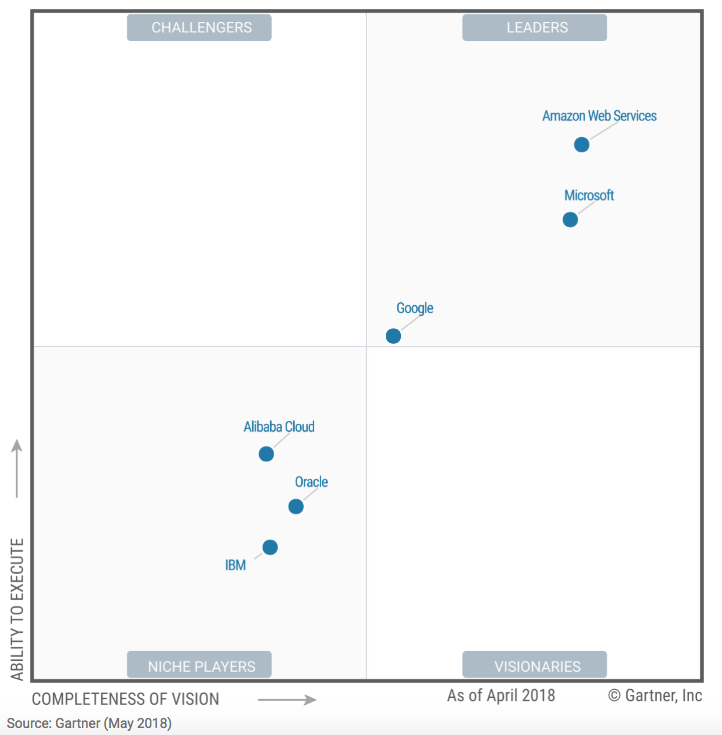 CHALLENGERS
LEADERS
Amazon Web Services
Microsoft
Google
Alibaba Cloud
Oracle
IBM
NICHE PLAYERS
VISIONARIES
ABILITY TO EXECUTE
COMPLETENESS OF VISION
As of April 2018
© Gartner, Inc
Source: Gartner (May 2018)